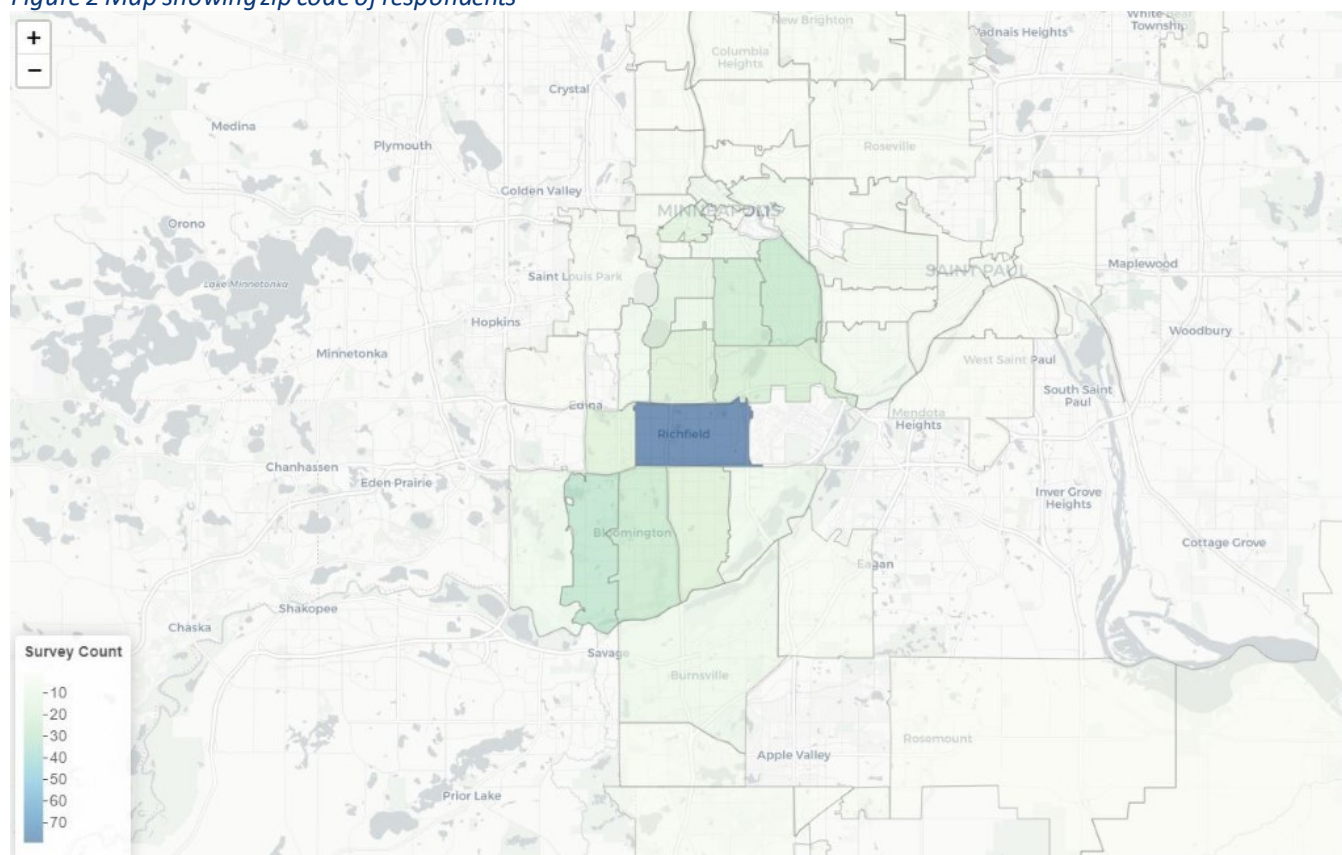 Figure 2 Map showing zip code of respondents
+
−
New Brighton
White Bear
Township
Vadnais Heights
Columbia
Heights
Crystal
Medina
Plymouth
Roseville
Golden Valley
MINNEAPOLIS
Orono
Saint Louis Park
SAINT PAUL
Maplewood
Lake Minnetonka
Hopkins
Woodbury
Minnetonka
West Saint Paul
South Saint
Paul
Edina
Mendota
Heights
Richfield
Chanhassen
Eden Prairie
Inver Grove
Heights
Bloomington
Cottage Grove
Eagan
Shakopee
Chaska
Savage
Burnsville
Rosemount
Apple Valley
Prior Lake
Survey Count
10
20
30
40
50
60
70